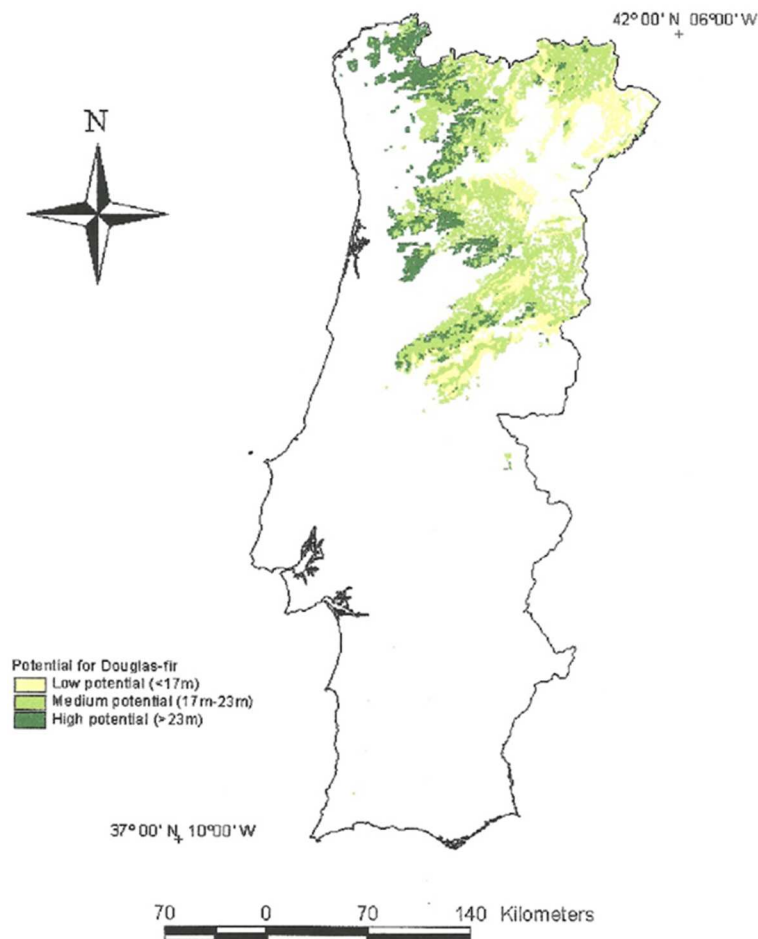 42°00' N 06°00' W
N
Potential for Douglas-fir
Low potential (<17m)
Medium potential (17m-23m)
High potential (>23m)
37°00' N 10°00' W
70 0 70 140 Kilometers